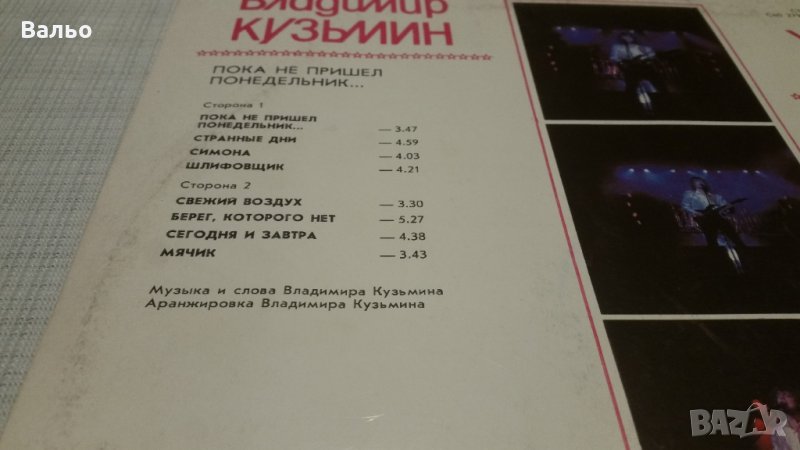 Вальо
Владимир
КУЗЬМИН
ПОКА НЕ ПРИШЕЛ
ПОНЕДЕЛЬНИК...
Сторона 1
ПОКА НЕ ПРИШЕЛ
ПОНЕДЕЛЬНИК... — 3.47
СТРАННЫЕ ДНИ — 4.59
СИМОНА — 4.03
ШЛИФОВЩИК — 4.21
Сторона 2
СВЕЖИЙ ВОЗДУХ — 3.30
БЕРЕГ, КОТОРОГО НЕТ — 5.27
СЕГОДНЯ И ЗАВТРА — 4.38
МЯЧИК — 3.43
Музыка и слова Владимира Кузьмина
Аранжировка Владимира Кузьмина
BAZAR